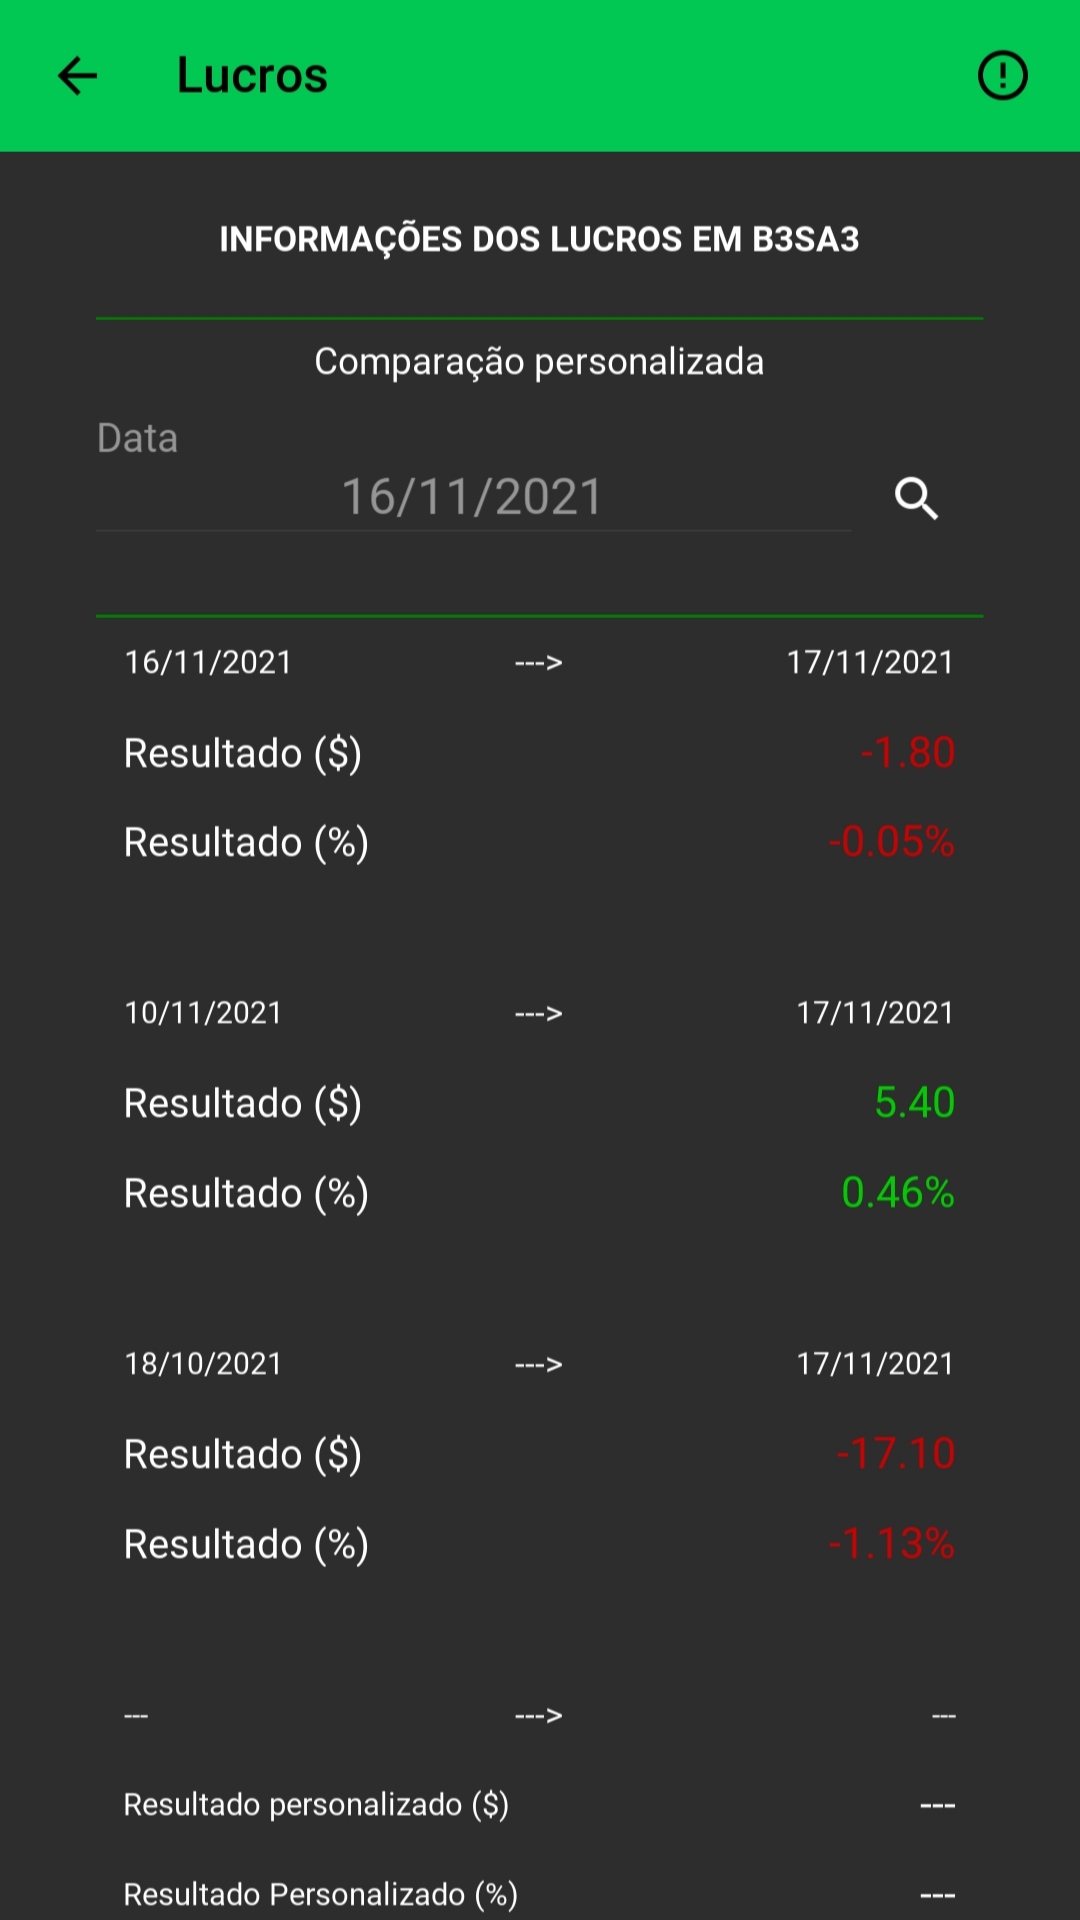 Lucros
INFORMAÇÕES DOS LUCROS EM B3SA3
Comparação personalizada
Data
16/11/2021
16/11/2021 ---> 17/11/2021
Resultado ($) -1.80
Resultado (%) -0.05%
10/11/2021 ---> 17/11/2021
Resultado ($) 5.40
Resultado (%) 0.46%
18/10/2021 ---> 17/11/2021
Resultado ($) -17.10
Resultado (%) -1.13%
--- ---> ---
Resultado personalizado ($) ---
Resultado Personalizado (%) ---